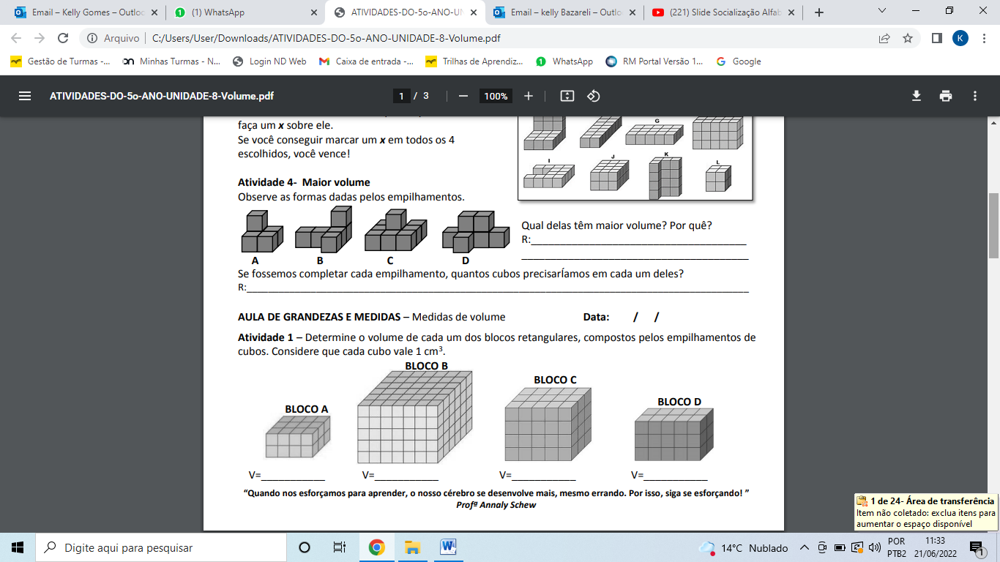 Email – Kelly Gomes – Outloo
(1) WhatsApp
ATIVIDADES-DO-5o-ANO-UN
Email – kelly Bazareli – Outloo
(221) Slide Socialização Alfab
Arquivo
C:/Users/User/Downloads/ATIVIDADES-DO-5o-ANO-UNIDADE-8-Volume.pdf
K
Gestão de Turmas -...
Minhas Turmas - N...
Login ND Web
Caixa de entrada -...
Trilhas de Aprendiz...
WhatsApp
RM Portal Versão 1...
Google
ATIVIDADES-DO-5o-ANO-UNIDADE-8-Volume.pdf
1 / 3
100%
faça um x sobre ele.
Se você conseguir marcar um x em todos os 4
escolhidos, você vence!
G
I J K L
Atividade 4- Maior volume
Observe as formas dadas pelos empilhamentos.
A B C D
Qual delas têm maior volume? Por quê?
R:_____________________________________
_______________________________________
Se fossemos completar cada empilhamento, quantos cubos precisaríamos em cada um deles?
R:______________________________________________________________________________________
AULA DE GRANDEZAS E MEDIDAS – Medidas de volume Data: / /
Atividade 1 – Determine o volume de cada um dos blocos retangulares, compostos pelos empilhamentos de
cubos. Considere que cada cubo vale 1 cm³.
BLOCO A
BLOCO B
BLOCO C
BLOCO D
V=___________ V=_____________ V=___________ V=___________
“Quando nos esforçamos para aprender, o nosso cérebro se desenvolve mais, mesmo errando. Por isso, siga se esforçando! ”
Profª Annaly Schew
1 de 24- Área de transferência
Item não coletado: exclua itens para
aumentar o espaço disponível
Digite aqui para pesquisar
14°C Nublado
POR
PTB2
11:33
21/06/2022
1